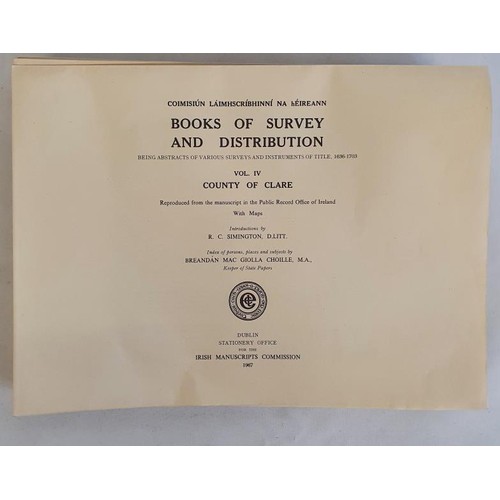 COIMISIÚN LÁIMHSCRÍBHINNÍ NA hÉIREANN
BOOKS OF SURVEY
AND DISTRIBUTION
BEING ABSTRACTS OF VARIOUS SURVEYS AND INSTRUMENTS OF TITLE, 1636-1703
VOL. IV
COUNTY OF CLARE
Reproduced from the manuscript in the Public Record Office of Ireland
With Maps
Introductions by
R. C. SIMINGTON, D.LITT.
Index of persons, places and subjects by
BREANDÁN MAC GIOLLA CHOILLE, M.A.,
Keeper of State Papers
DUBLIN
STATIONERY OFFICE
FOR THE
IRISH MANUSCRIPTS COMMISSION
1967